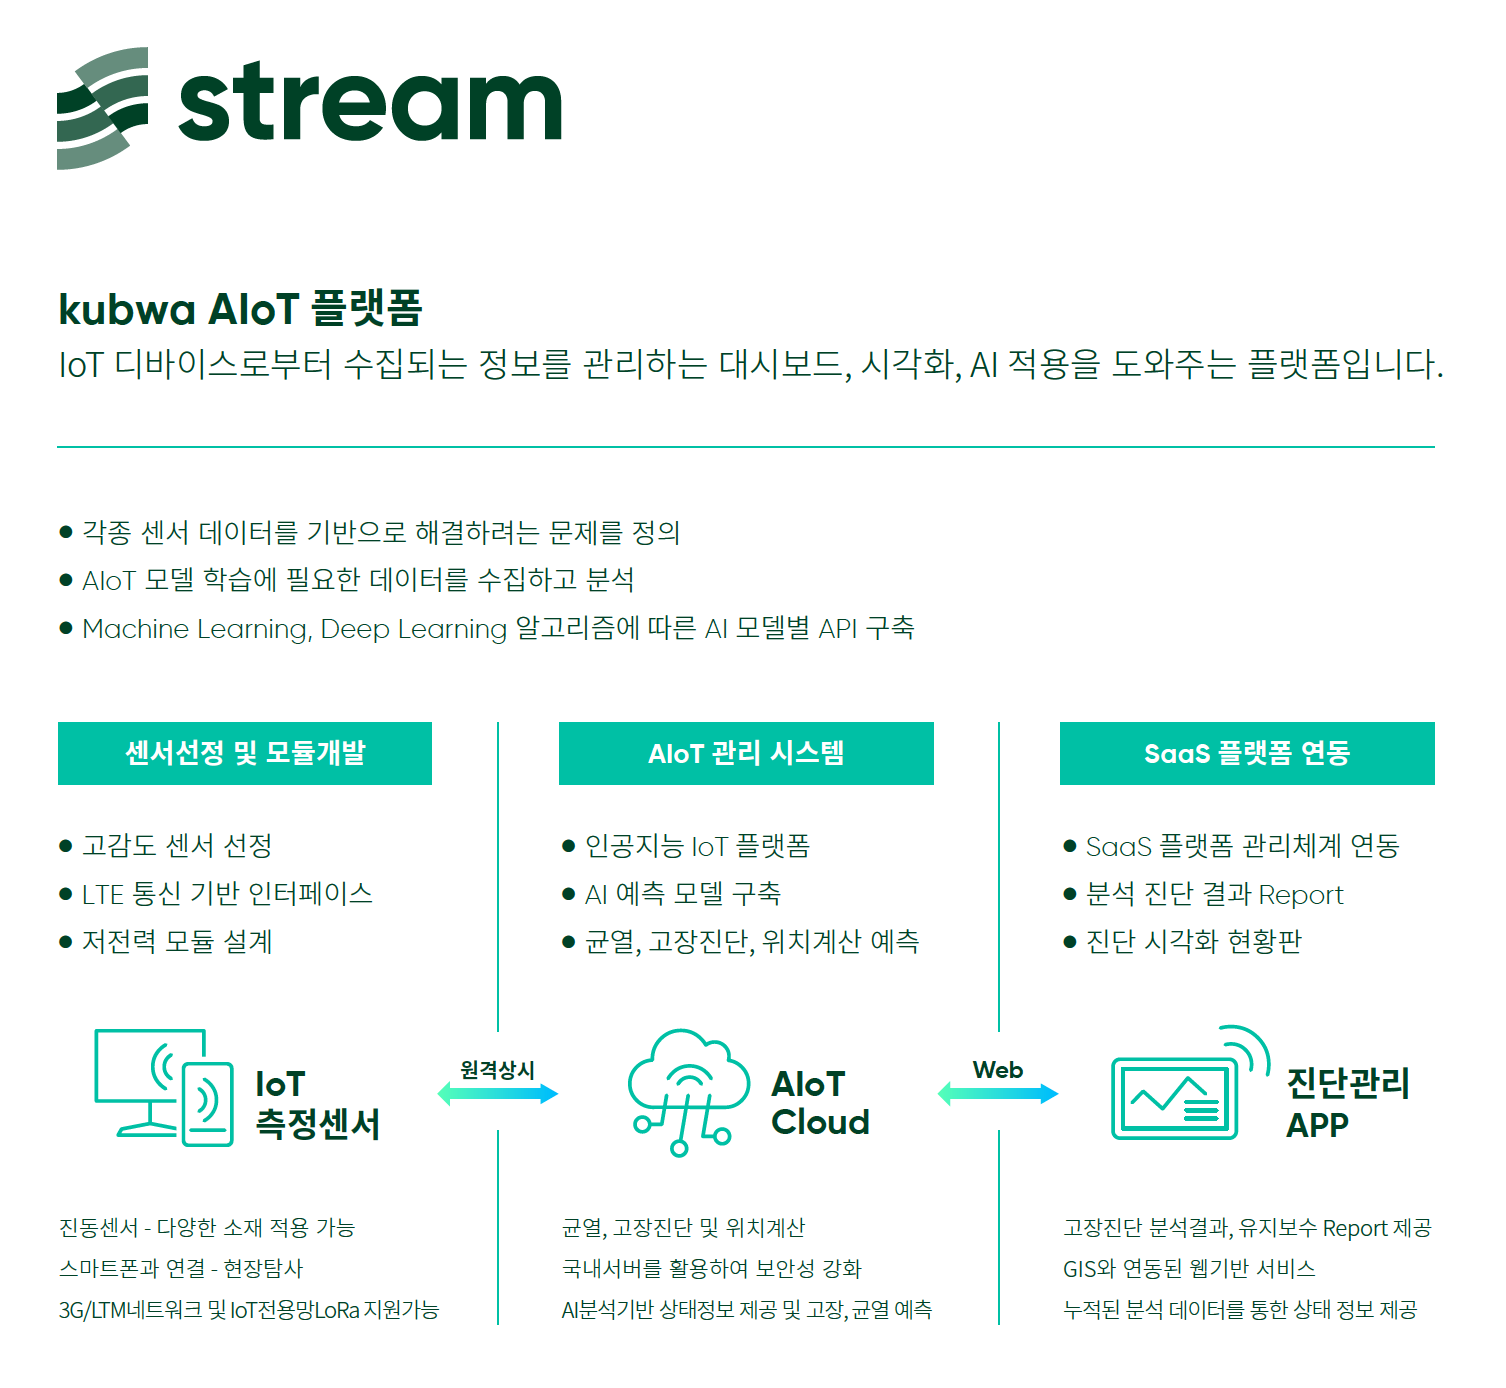 stream
kubwa AIoT 플랫폼
IoT 디바이스로부터 수집되는 정보를 관리하는 대시보드, 시각화, AI 적용을 도와주는 플랫폼입니다.
● 각종 센서 데이터를 기반으로 해결하려는 문제를 정의
● AIoT 모델 학습에 필요한 데이터를 수집하고 분석
● Machine Learning, Deep Learning 알고리즘에 따른 AI 모델별 API 구축
센서선정 및 모듈개발
● 고감도 센서 선정
● LTE 통신 기반 인터페이스
● 저전력 모듈 설계
IoT
측정센서
진동센서 - 다양한 소재 적용 가능
스마트폰과 연결 - 현장탐사
3G/LTM네트워크 및 IoT전용망LoRa 지원가능
원격상시
AIoT 관리 시스템
● 인공지능 IoT 플랫폼
● AI 예측 모델 구축
● 균열, 고장진단, 위치계산 예측
AIoT
Cloud
균열, 고장진단 및 위치계산
국내서버를 활용하여 보안성 강화
AI분석기반 상태정보 제공 및 고장, 균열 예측
Web
SaaS 플랫폼 연동
● SaaS 플랫폼 관리체계 연동
● 분석 진단 결과 Report
● 진단 시각화 현황판
진단관리
APP
고장진단 분석결과, 유지보수 Report 제공
GIS와 연동된 웹기반 서비스
누적된 분석 데이터를 통한 상태 정보 제공